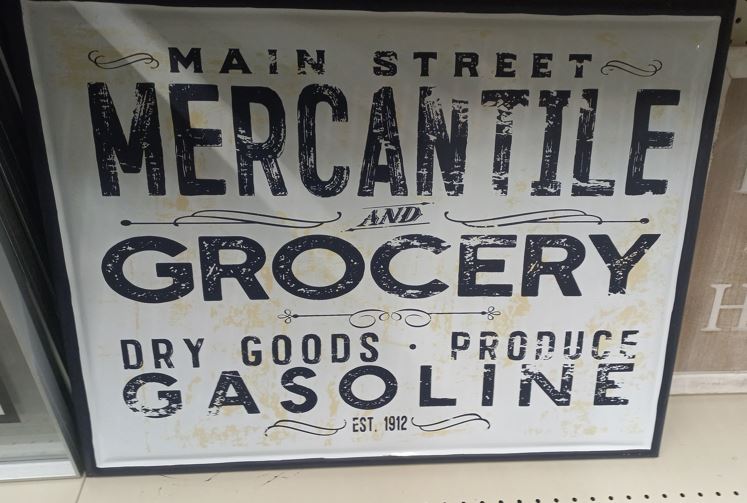 MAIN STREET
MERCANTILE
AND
GROCERY
DRY GOODS · PRODUCE
GASOLINE
EST. 1912
H